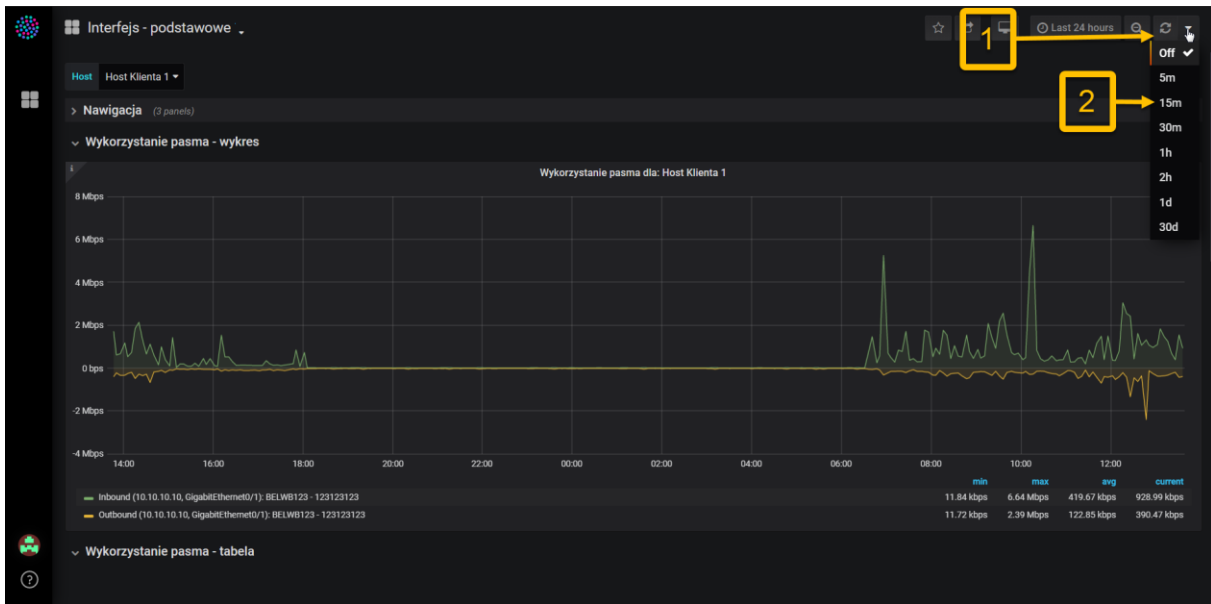 Interfejs - podstawowe
1
Last 24 hours
Off
5m
15m
30m
1h
2h
1d
30d
2
Host Host Klienta 1
Nawigacja (3 panels)
Wykorzystanie pasma - wykres
i
Wykorzystanie pasma dla: Host Klienta 1
8 Mbps
6 Mbps
4 Mbps
2 Mbps
0 bps
-2 Mbps
-4 Mbps
14:00 16:00 18:00 20:00 22:00 00:00 02:00 04:00 06:00 08:00 10:00 12:00
min max avg current
Inbound (10.10.10.10, GigabitEthernet0/1): BELWB123 - 123123123 11.84 kbps 6.64 Mbps 419.67 kbps 928.99 kbps
Outbound (10.10.10.10, GigabitEthernet0/1): BELWB123 - 123123123 11.72 kbps 2.39 Mbps 122.85 kbps 390.47 kbps
Wykorzystanie pasma - tabela
?